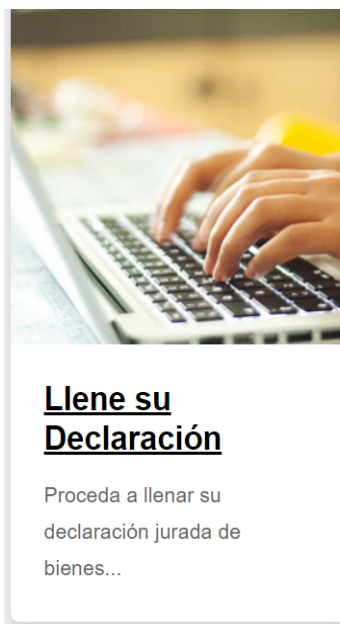 Llene su
Declaración
Proceda a llenar su
declaración jurada de
bienes...